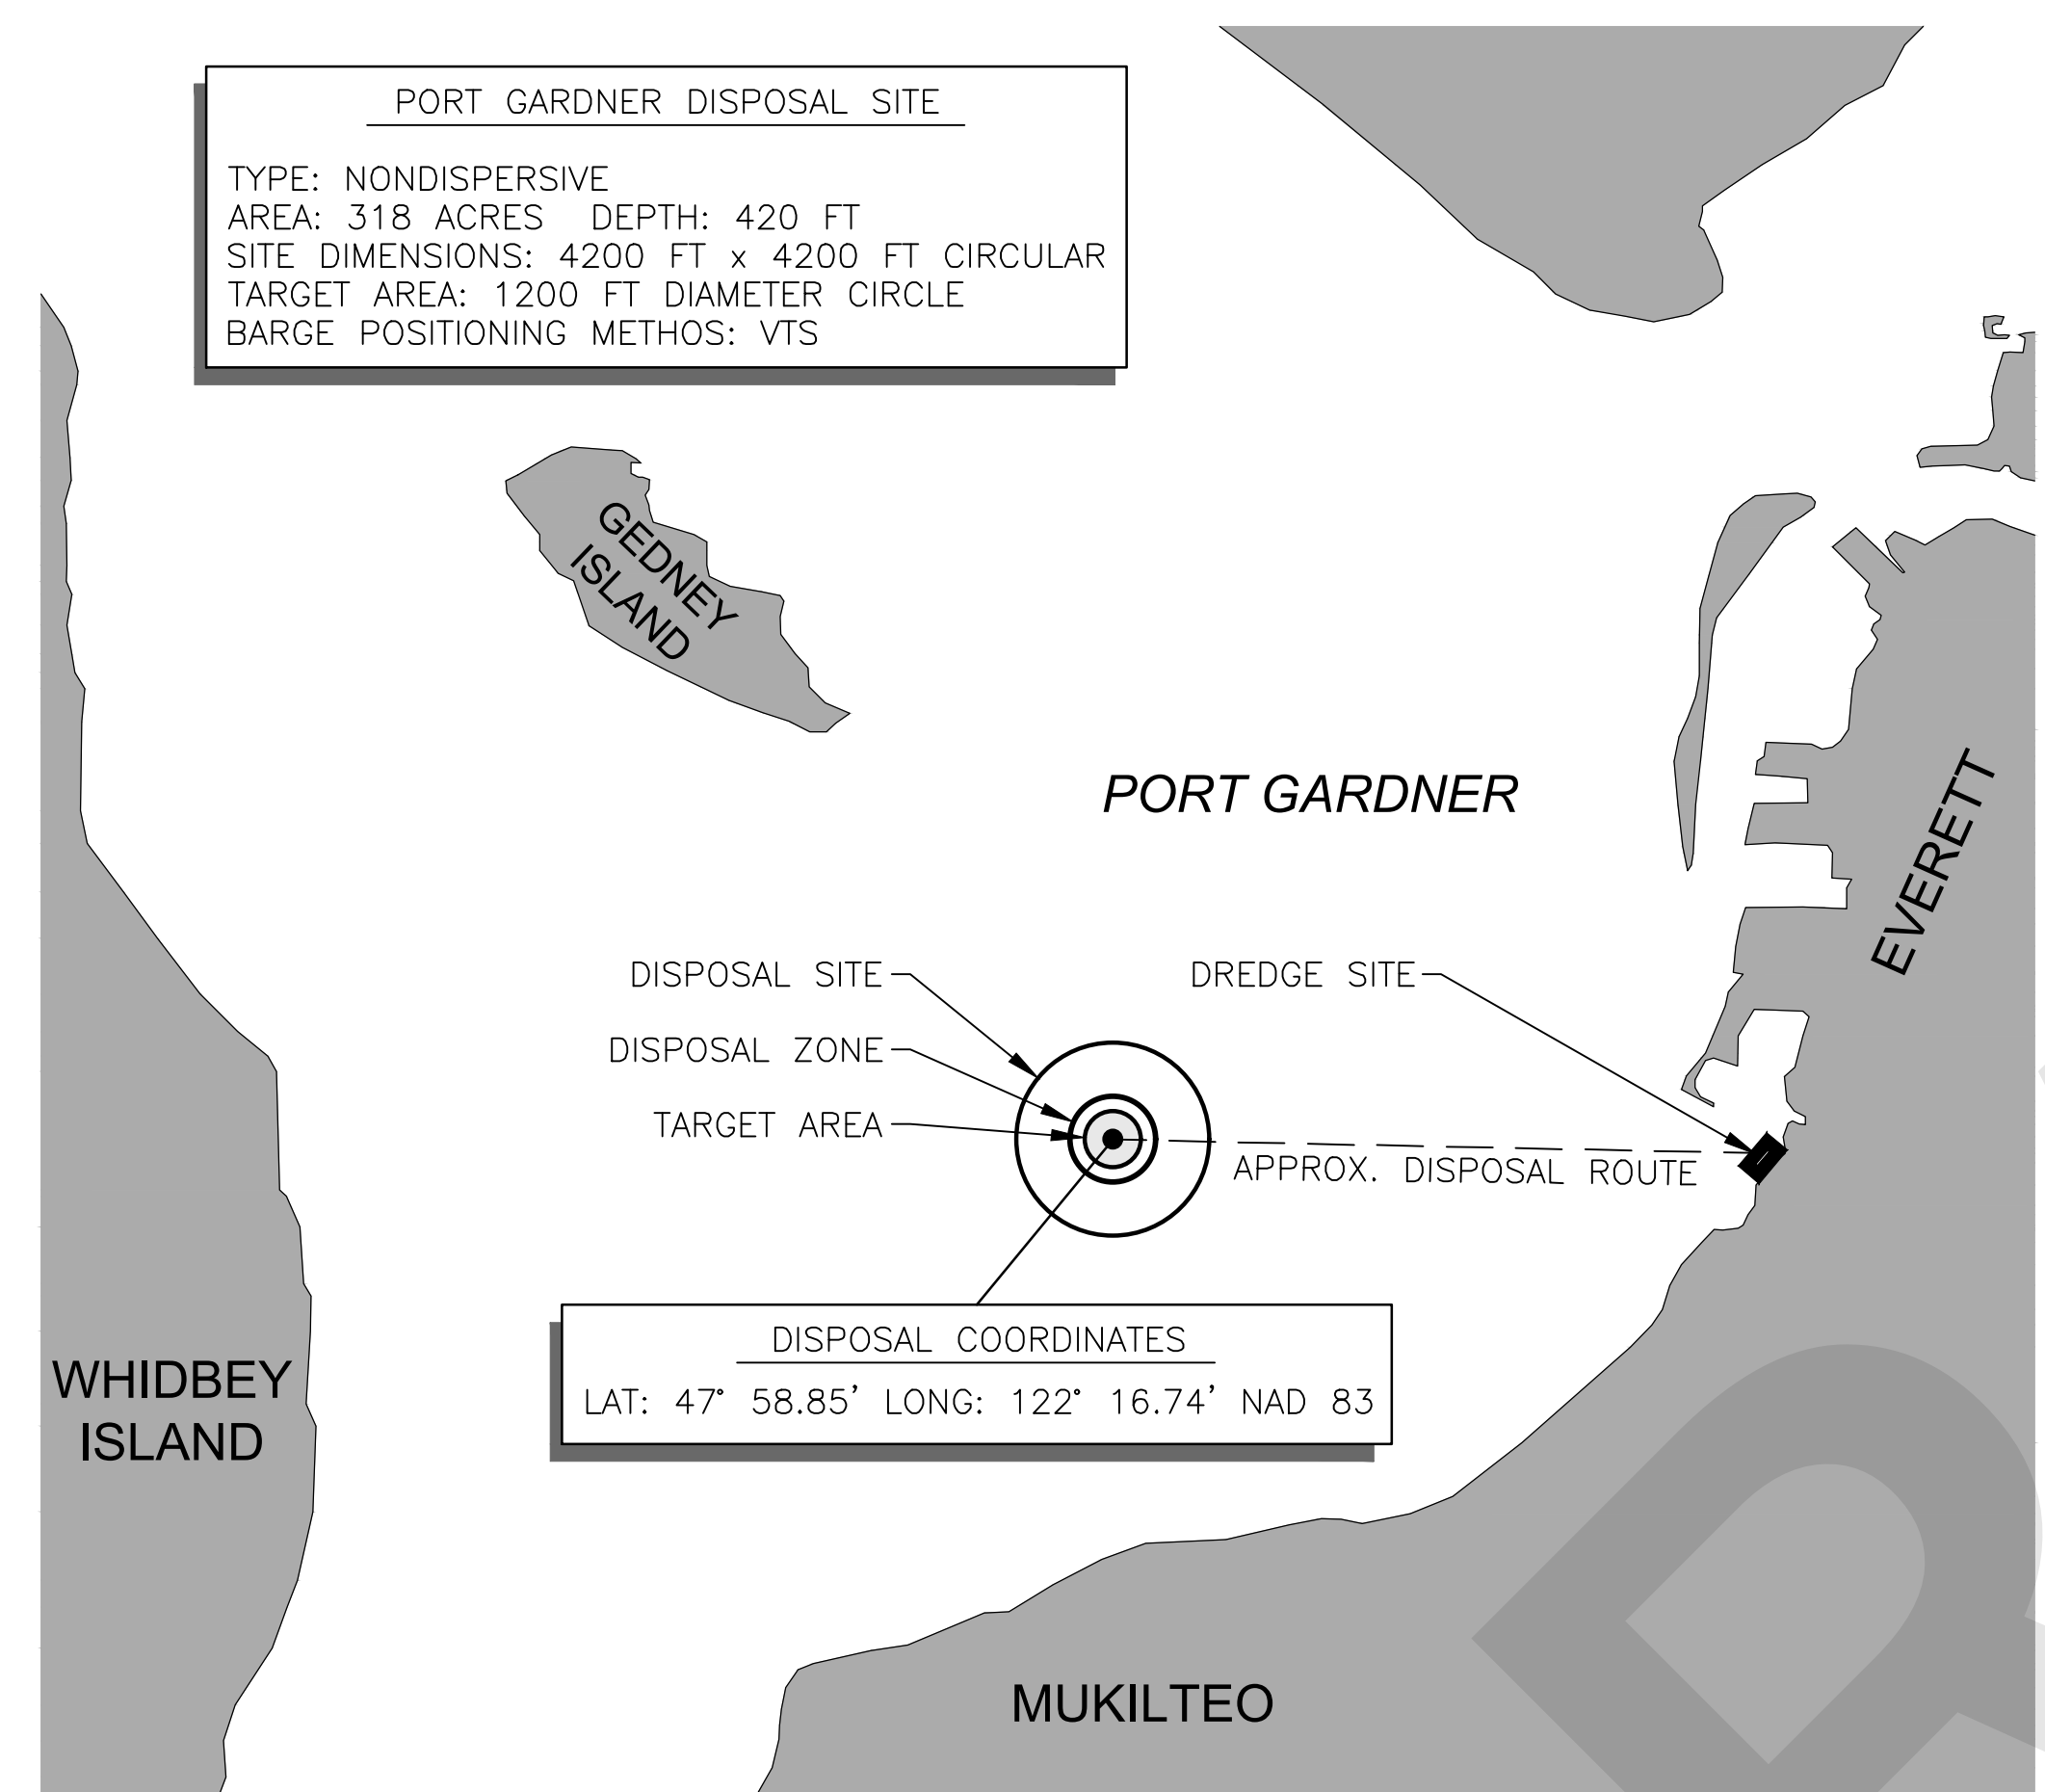 PORT GARDNER DISPOSAL SITE
TYPE: NONDISPERSIVE
AREA: 318 ACRES DEPTH: 420 FT
SITE DIMENSIONS: 4200 FT x 4200 FT CIRCULAR
TARGET AREA: 1200 FT DIAMETER CIRCLE
BARGE POSITIONING METHOS: VTS
GEDNEY
ISLAND
PORT GARDNER
EVERETT
DISPOSAL SITE
DREDGE SITE
DISPOSAL ZONE
TARGET AREA
APPROX. DISPOSAL ROUTE
DISPOSAL COORDINATES
LAT: 47° 58.85' LONG: 122° 16.74' NAD 83
WHIDBEY
ISLAND
MUKILTEO